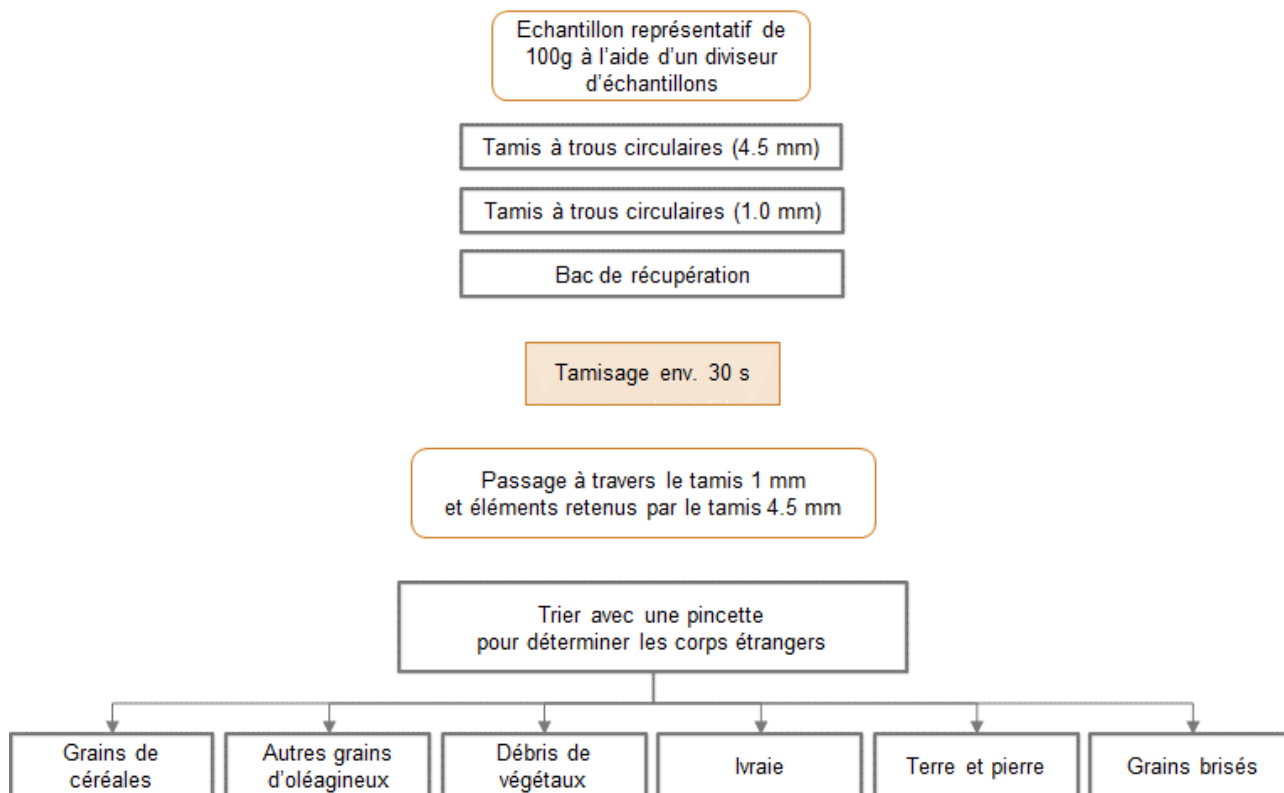 Echantillon représentatif de
100g à l'aide d'un diviseur
d'échantillons
Tamis à trous circulaires (4.5 mm)
Tamis à trous circulaires (1.0 mm)
Bac de récupération
Tamisage env. 30 s
Passage à travers le tamis 1 mm
et éléments retenus par le tamis 4.5 mm
Trier avec une pincette
pour déterminer les corps étrangers
Grains de
céréales
Autres grains
d'oléagineux
Débris de
végétaux
Ivraie
Terre et pierre
Grains brisés